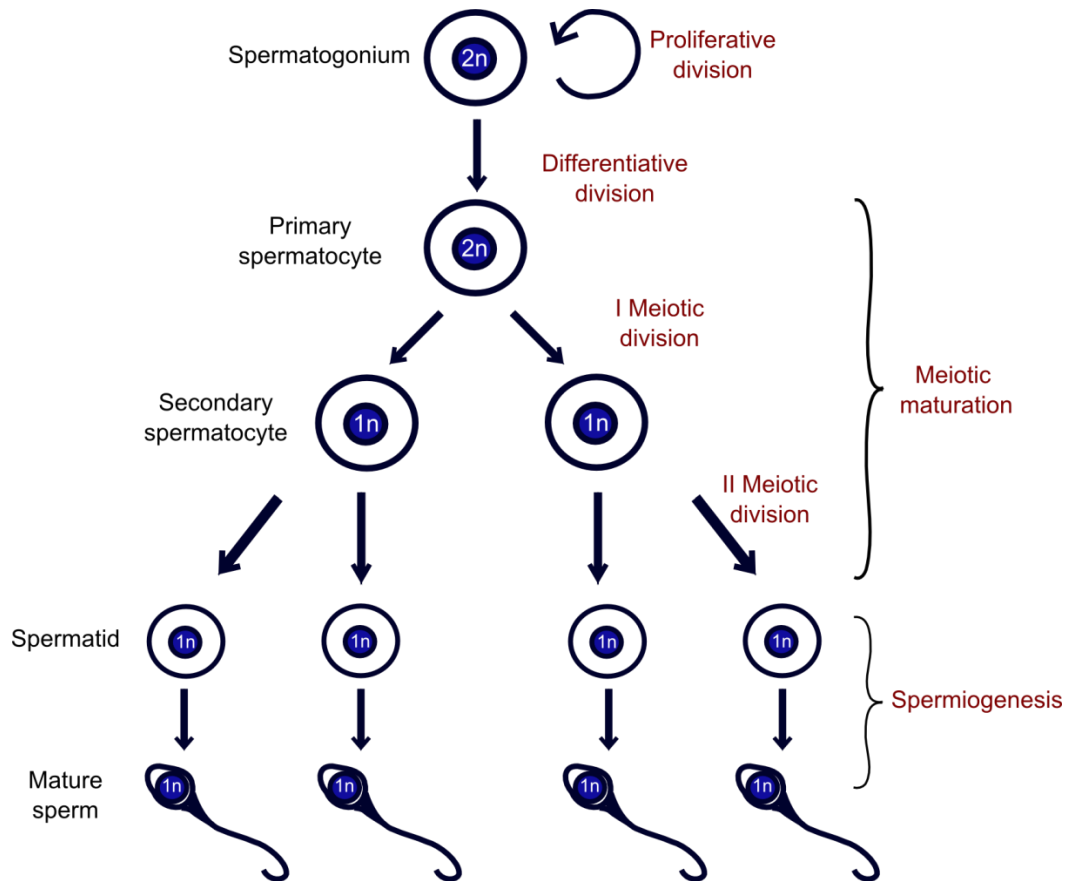 Spermatogonium
2n
Proliferative
division
Differentiative
division
Primary
spermatocyte
2n
I Meiotic
division
Meiotic
maturation
Secondary
spermatocyte
1n
1n
II Meiotic
division
Spermatid
1n
1n
1n
1n
Spermiogenesis
Mature
sperm
1n
1n
1n
1n